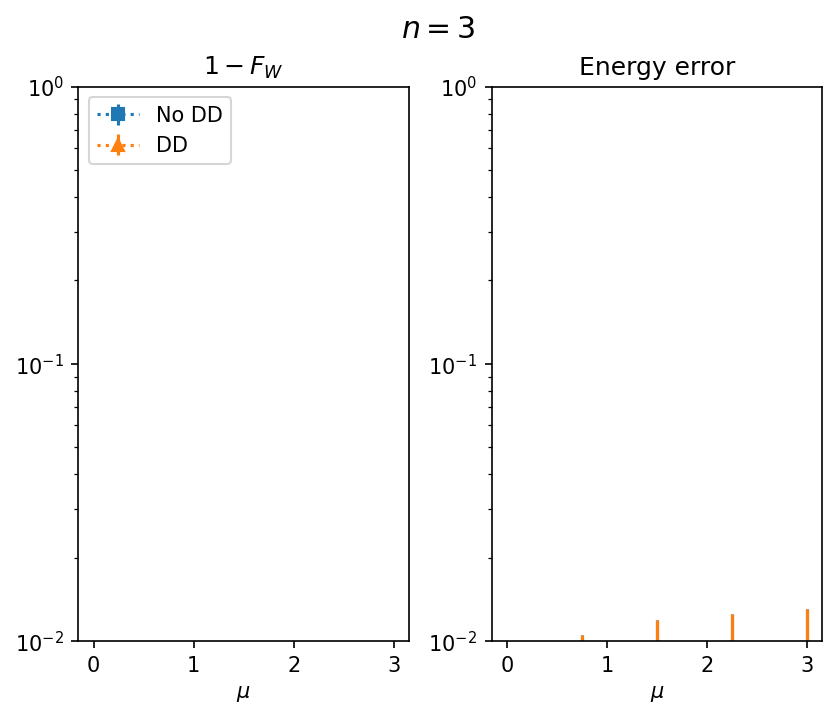 n = 3
1 − F_W
10^0
10^−1
10^−2
0 1 2 3
μ
No DD
DD
Energy error
10^0
10^−1
10^−2
0 1 2 3
μ